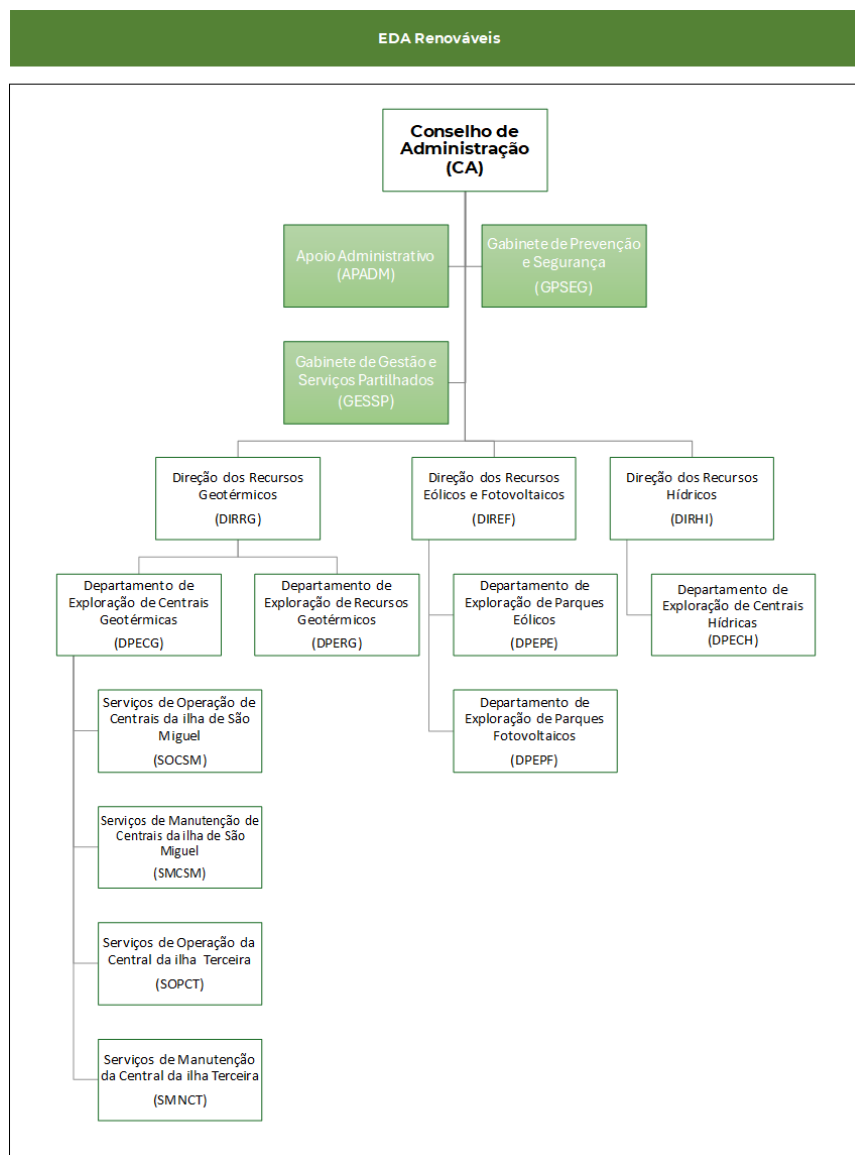 EDA Renováveis
Conselho de
Administração
(CA)
Apoio Administrativo
(APADM)
Gabinete de Prevenção
e Segurança
(GPSEG)
Gabinete de Gestão e
Serviços Partilhados
(GESSP)
Direção dos Recursos
Geotérmicos
(DIRRG)
Direção dos Recursos
Eólicos e Fotovoltaicos
(DIREF)
Direção dos Recursos
Hídricos
(DIRHI)
Departamento de
Exploração de Centrais
Geotérmicas
(DPECG)
Departamento de
Exploração de Recursos
Geotérmicos
(DPERG)
Departamento de
Exploração de Parques
Eólicos
(DPEPE)
Departamento de
Exploração de Centrais
Hídricas
(DPECH)
Serviços de Operação de
Centrais da ilha de São
Miguel
(SOCSM)
Departamento de
Exploração de Parques
Fotovoltaicos
(DPEPF)
Serviços de Manutenção de
Centrais da ilha de São
Miguel
(SMCSM)
Serviços de Operação da
Central da ilha Terceira
(SOPCT)
Serviços de Manutenção
da Central da ilha Terceira
(SMNCT)